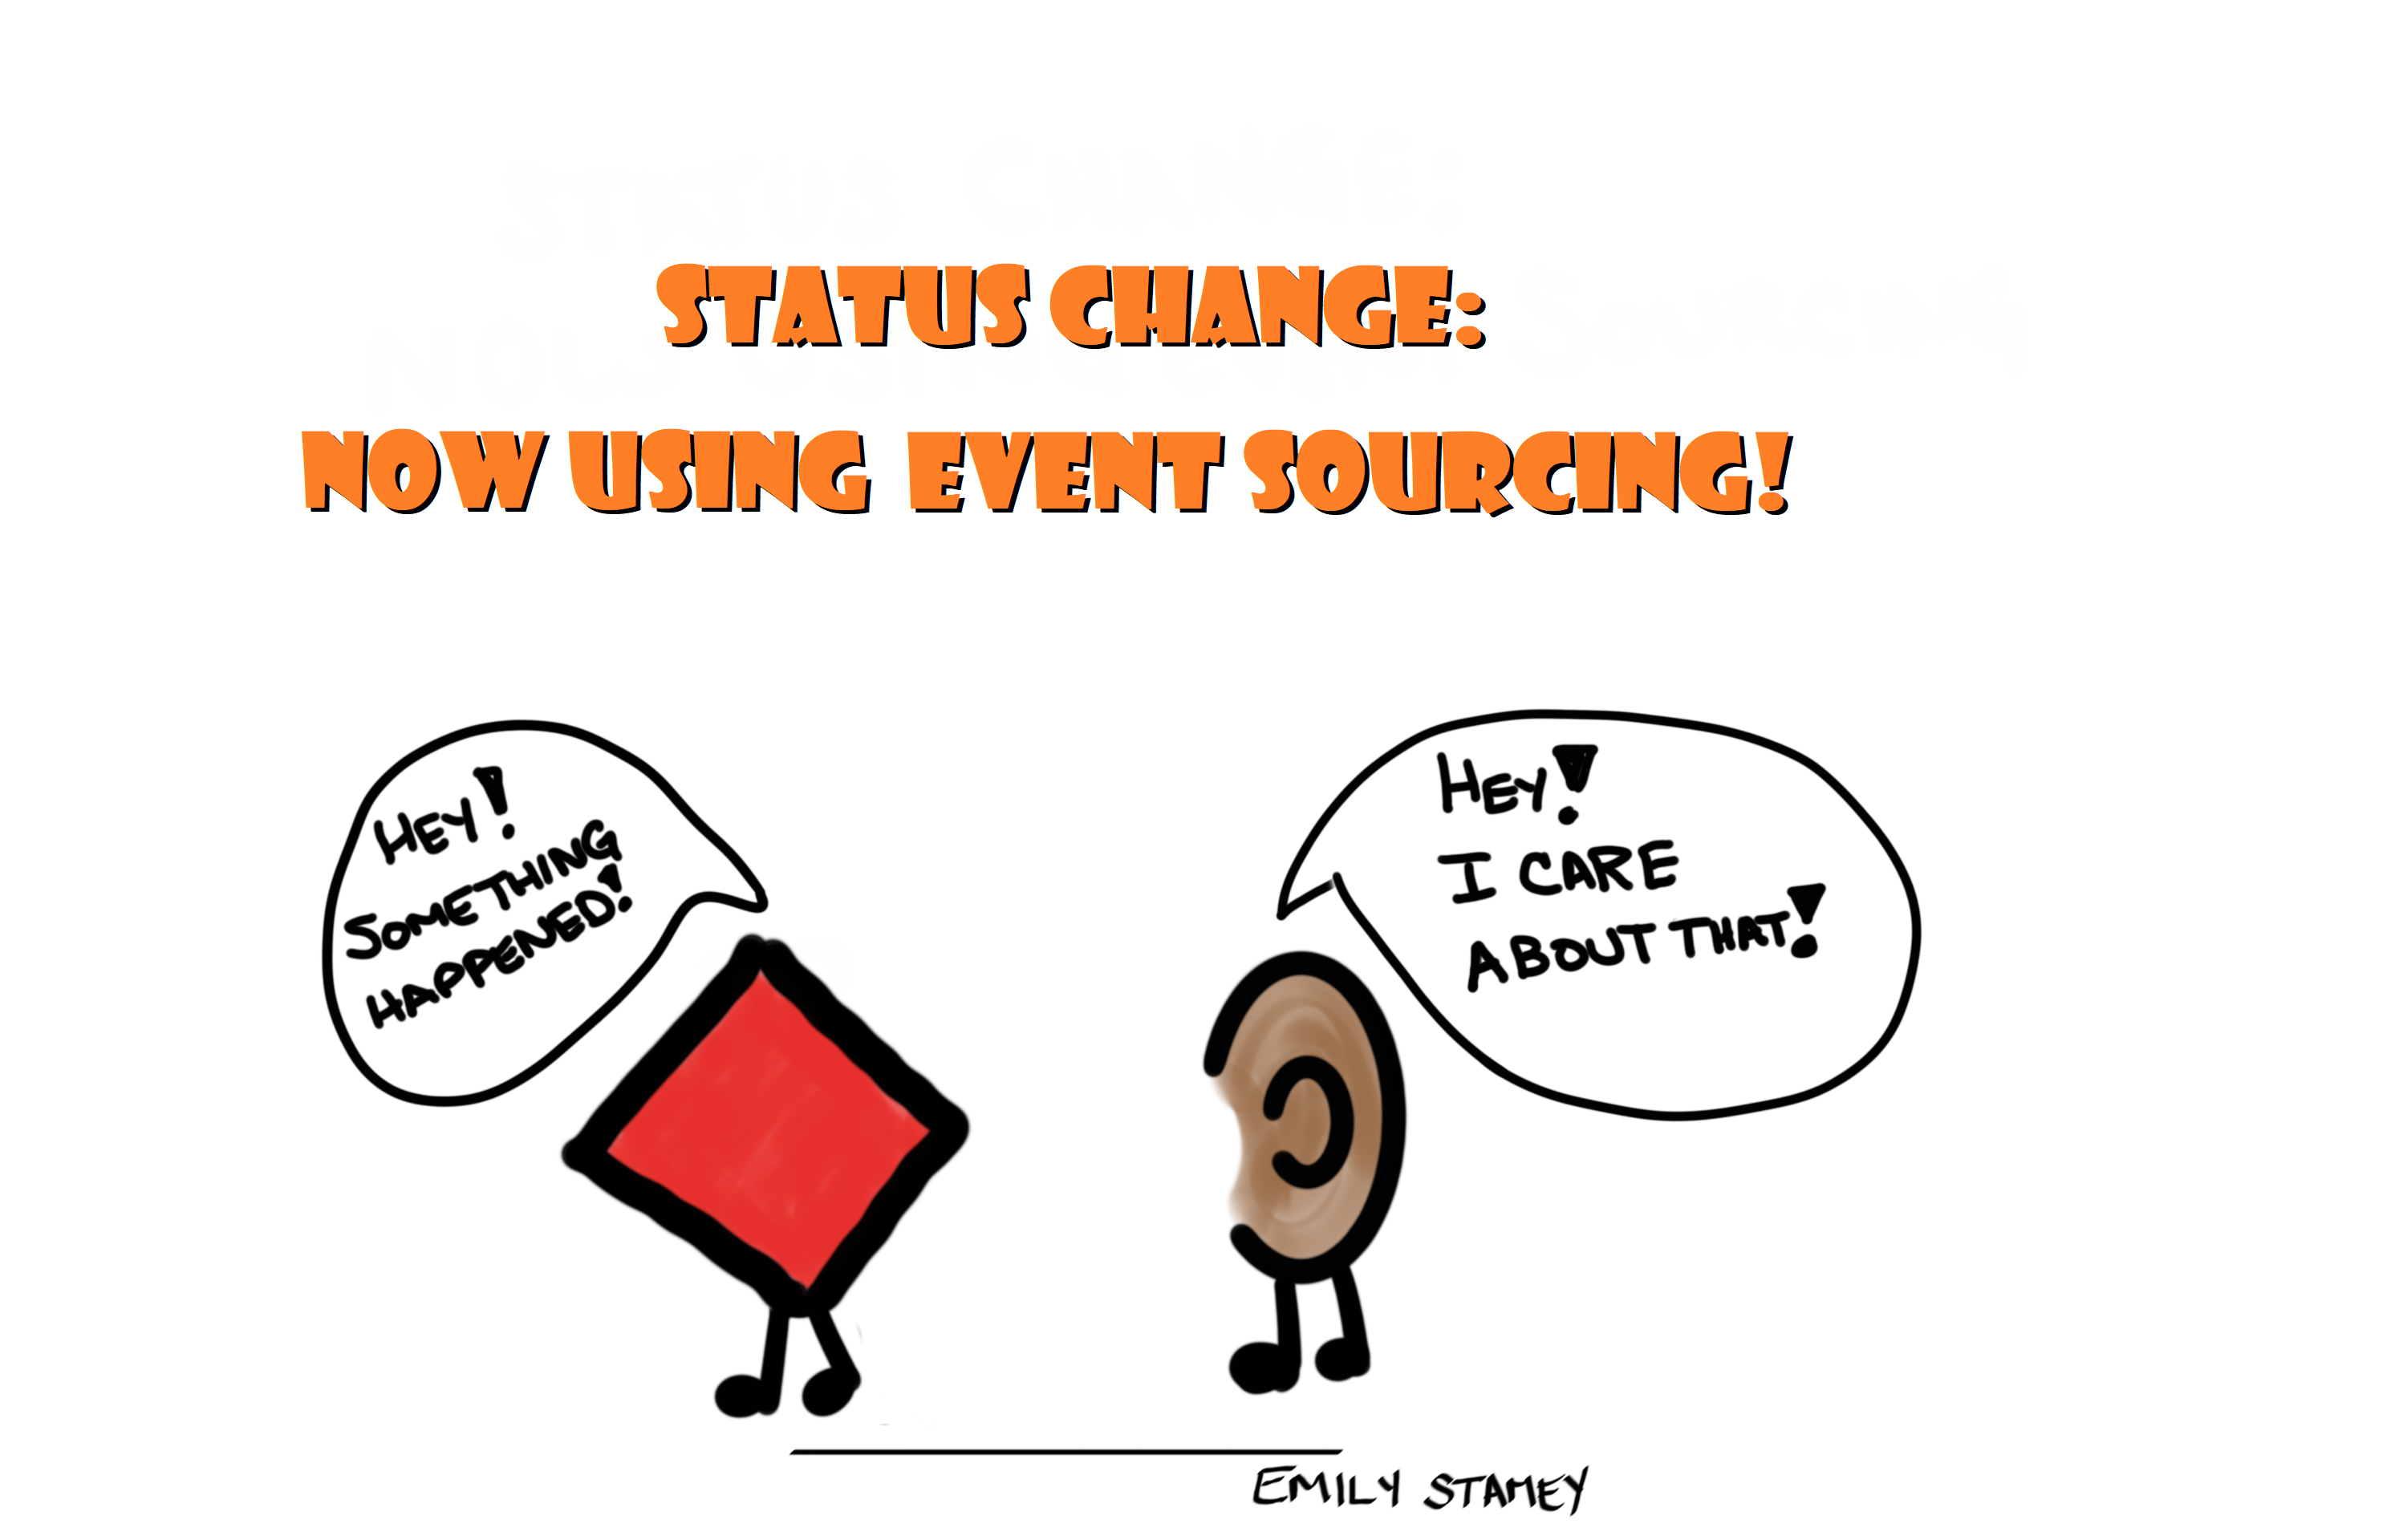 STATUS CHANGE:
NOW USING EVENT SOURCING!
HEY!
SOMETHING
HAPPENED!
HEY!
I CARE
ABOUT THAT!
EMILY STAMEY